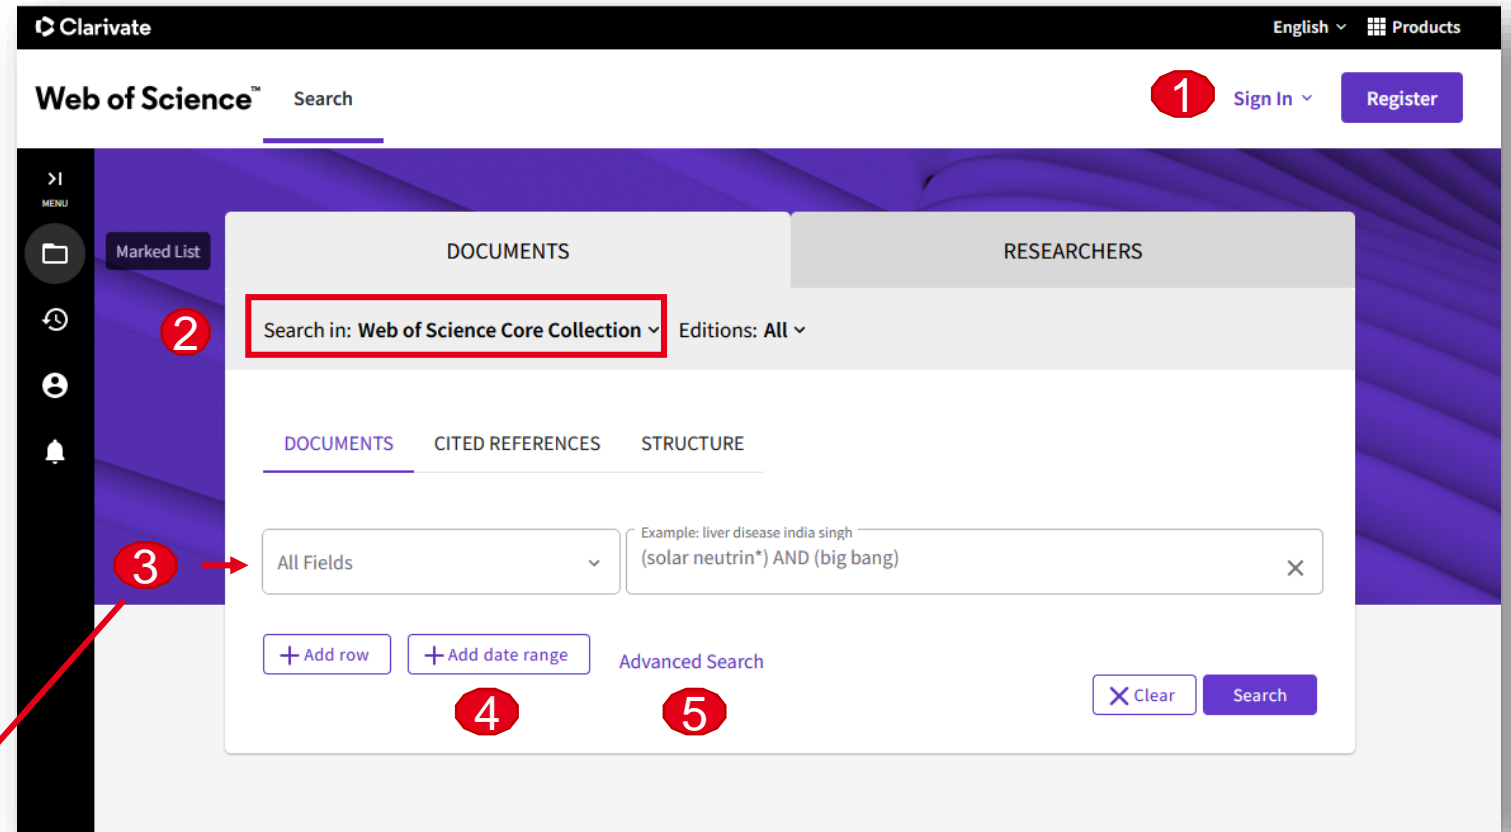 Clarivate
English
Products
Web of Science™
Search
1
Sign In
Register
MENU
Marked List
DOCUMENTS
RESEARCHERS
2
Search in: Web of Science Core Collection
Editions: All
DOCUMENTS
CITED REFERENCES
STRUCTURE
3
All Fields
Example: liver disease india singh
(solar neutrin*) AND (big bang)
+ Add row
+ Add date range
Advanced Search
4
5
Clear
Search